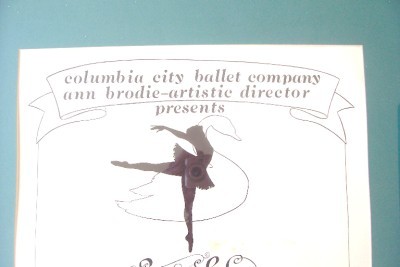 columbia city ballet company
ann brodie-artistic director
presents